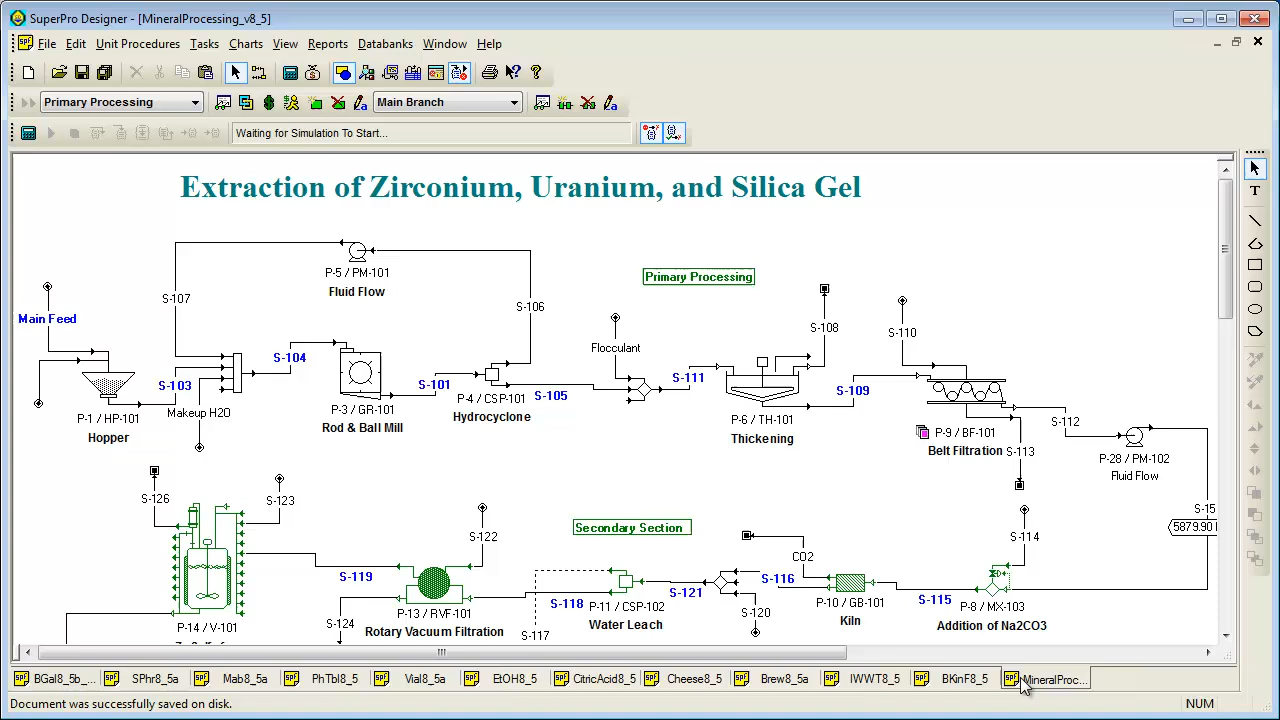 SuperPro Designer - [MineralProcessing_v8_5]
File Edit Unit Procedures Tasks Charts View Reports Databanks Window Help
Primary Processing Main Branch
Waiting for Simulation To Start...
Extraction of Zirconium, Uranium, and Silica Gel
P-5 / PM-101
Fluid Flow
Primary Processing
S-107
S-106
Main Feed
S-108
S-110
Flocculant
S-104
S-103
S-101
S-105
S-111
S-109
Makeup H2O
P-1 / HP-101
Hopper
P-3 / GR-101
Rod & Ball Mill
P-4 / CSP-101
Hydrocyclone
P-6 / TH-101
Thickening
P-9 / BF-101
Belt Filtration
S-112
S-113
P-28 / PM-102
Fluid Flow
S-126
S-123
S-122
Secondary Section
S-114
S-15
5879.90
CO2
S-119
S-118
S-121
S-116
S-115
S-124
S-117
S-120
P-13 / RVF-101
Rotary Vacuum Filtration
P-11 / CSP-102
Water Leach
P-10 / GB-101
Kiln
P-8 / MX-103
Addition of Na2CO3
P-14 / V-101
BGal8_5b_... SPhr8_5a Mab8_5a PhTbl8_5 Vial8_5a EtOH8_5 CitricAcid8_5 Cheese8_5 Brew8_5a IWWT8_5 BKinF8_5 MineralProc...
Document was successfully saved on disk. NUM